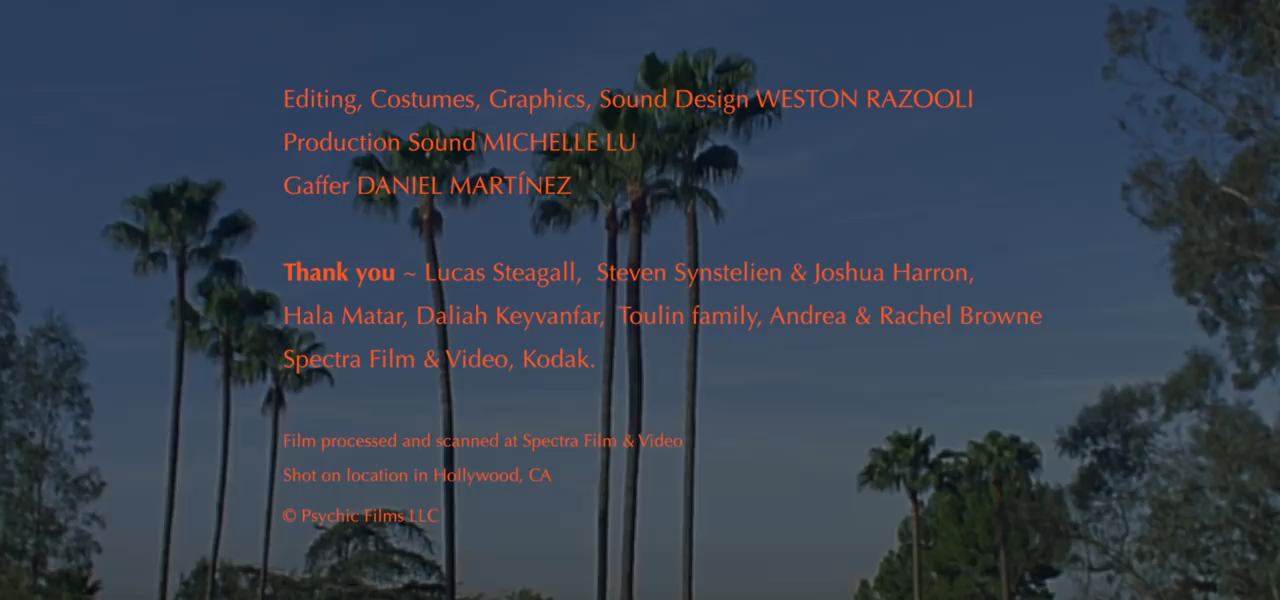 Editing, Costumes, Graphics, Sound Design WESTON RAZOOLI
Production Sound MICHELLE LU
Gaffer DANIEL MARTÍNEZ
Thank you ~ Lucas Steagall, Steven Synstelien & Joshua Harron,
Hala Matar, Daliah Keyvanfar, Toulin family, Andrea & Rachel Browne
Spectra Film & Video, Kodak.
Film processed and scanned at Spectra Film & Video
Shot on location in Hollywood, CA
© Psychic Films LLC